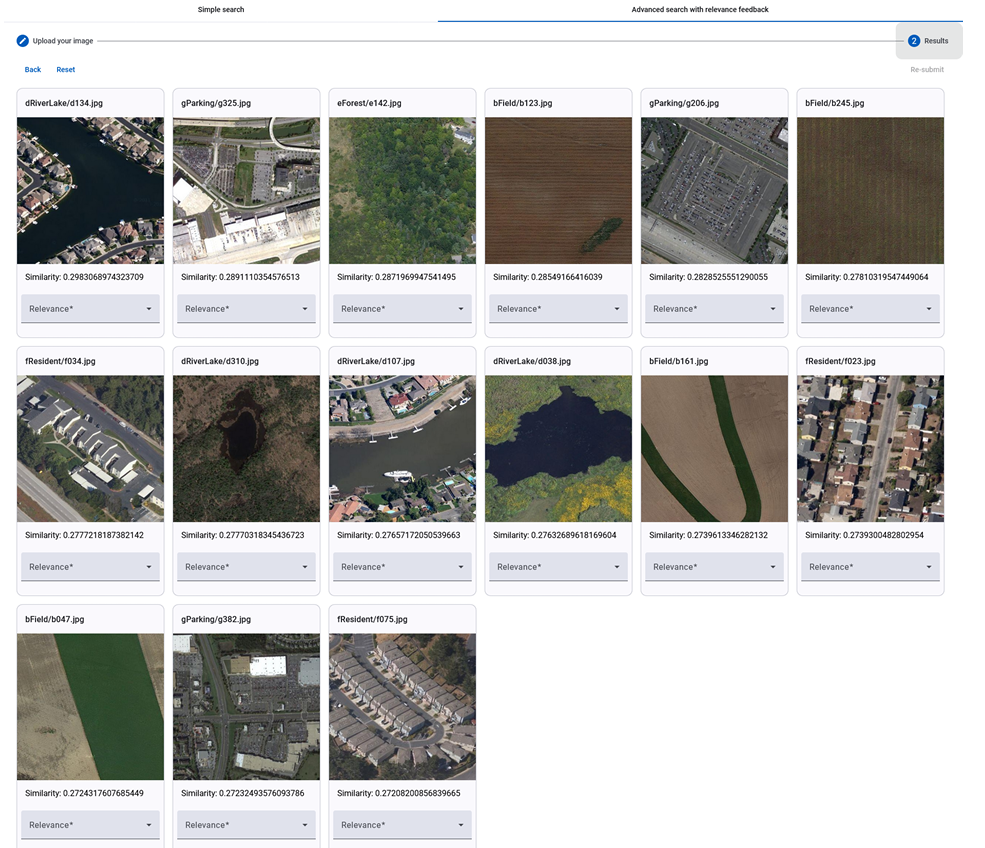 Simple search
Advanced search with relevance feedback
Upload your image
2 Results
Back Reset
Re-submit
dRiverLake/d134.jpg
gParking/g325.jpg
eForest/e142.jpg
bField/b123.jpg
gParking/g206.jpg
bField/b245.jpg
Similarity: 0.2983068974323709
Similarity: 0.2891110354576513
Similarity: 0.2871969947541495
Similarity: 0.28549166416039
Similarity: 0.2828525551290055
Similarity: 0.27810319547449064
Relevance*
Relevance*
Relevance*
Relevance*
Relevance*
Relevance*
fResident/f034.jpg
dRiverLake/d310.jpg
dRiverLake/d107.jpg
dRiverLake/d038.jpg
bField/b161.jpg
fResident/f023.jpg
Similarity: 0.2777218187382142
Similarity: 0.27770318345436723
Similarity: 0.27657172050539663
Similarity: 0.27632689618169604
Similarity: 0.2739613346282132
Similarity: 0.2739300482802954
Relevance*
Relevance*
Relevance*
Relevance*
Relevance*
Relevance*
bField/b047.jpg
gParking/g382.jpg
fResident/f075.jpg
Similarity: 0.2724317607685449
Similarity: 0.27232493576093786
Similarity: 0.27208200856839665
Relevance*
Relevance*
Relevance*